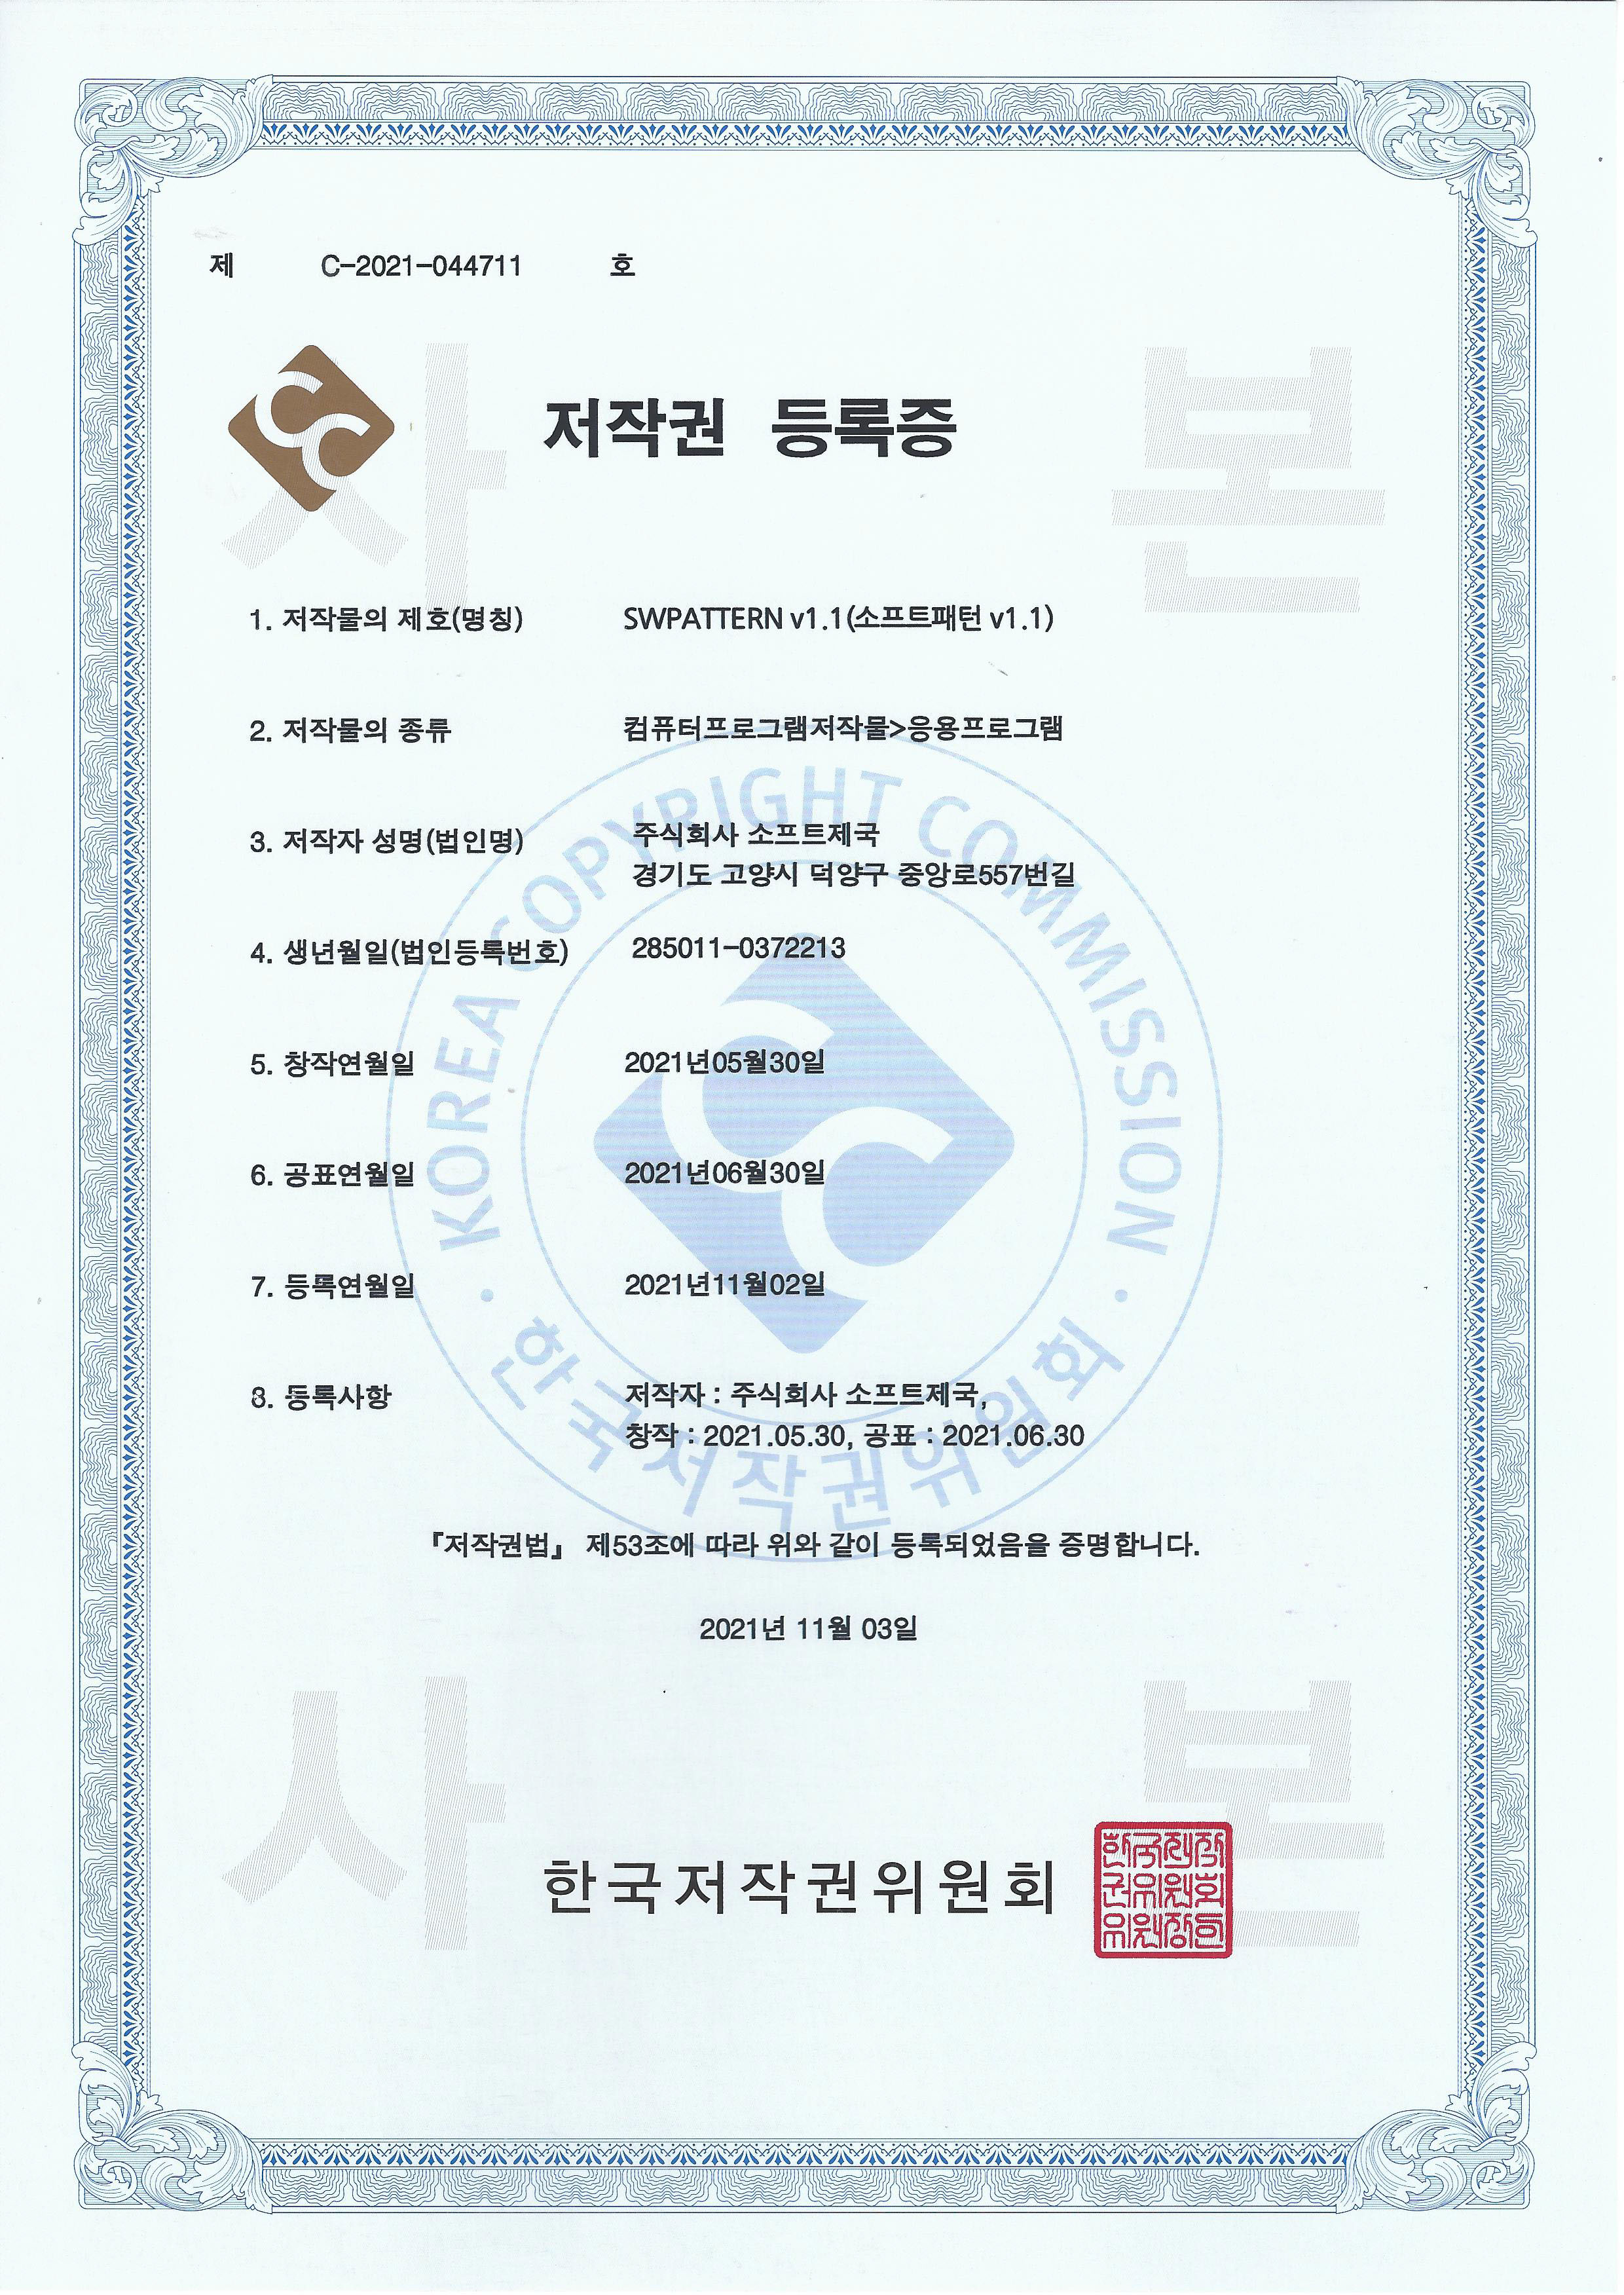 제 C-2021-044711 호
사 본
저작권 등록증
1. 저작물의 제호(명칭) SWPATTERN v1.1(소프트패턴 v1.1)
2. 저작물의 종류 컴퓨터프로그램저작물>응용프로그램
3. 저작자 성명(법인명) 주식회사 소프트제국
경기도 고양시 덕양구 중앙로557번길
4. 생년월일(법인등록번호) 285011-0372213
5. 창작연월일 2021년05월30일
6. 공표연월일 2021년06월30일
7. 등록연월일 2021년11월02일
8. 등록사항 저작자 : 주식회사 소프트제국,
창작 : 2021.05.30, 공표 : 2021.06.30
KOREA COPYRIGHT COMMISSION
한국저작권위원회
『저작권법』 제53조에 따라 위와 같이 등록되었음을 증명합니다.
2021년 11월 03일
사 본
한국저작권위원회